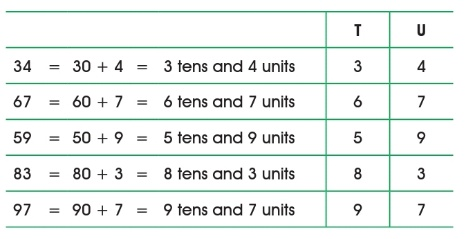 T U
34 = 30 + 4 = 3 tens and 4 units 3 4
67 = 60 + 7 = 6 tens and 7 units 6 7
59 = 50 + 9 = 5 tens and 9 units 5 9
83 = 80 + 3 = 8 tens and 3 units 8 3
97 = 90 + 7 = 9 tens and 7 units 9 7